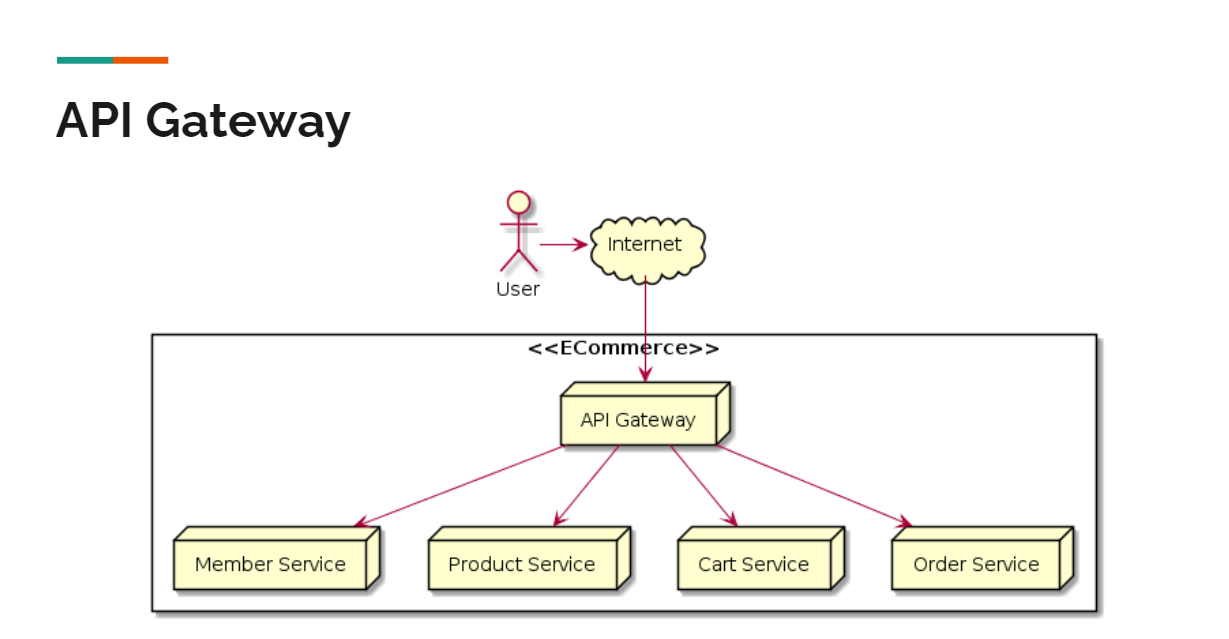 API Gateway
Internet
User
<<ECommerce>>
API Gateway
Member Service
Product Service
Cart Service
Order Service